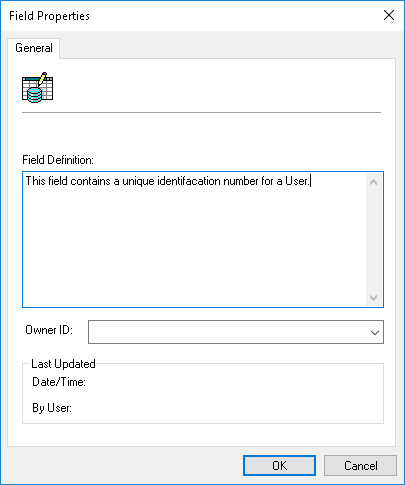 Field Properties
General
Field Definition:
This field contains a unique identifacation number for a User.
Owner ID:
Last Updated
Date/Time:
By User:
OK
Cancel